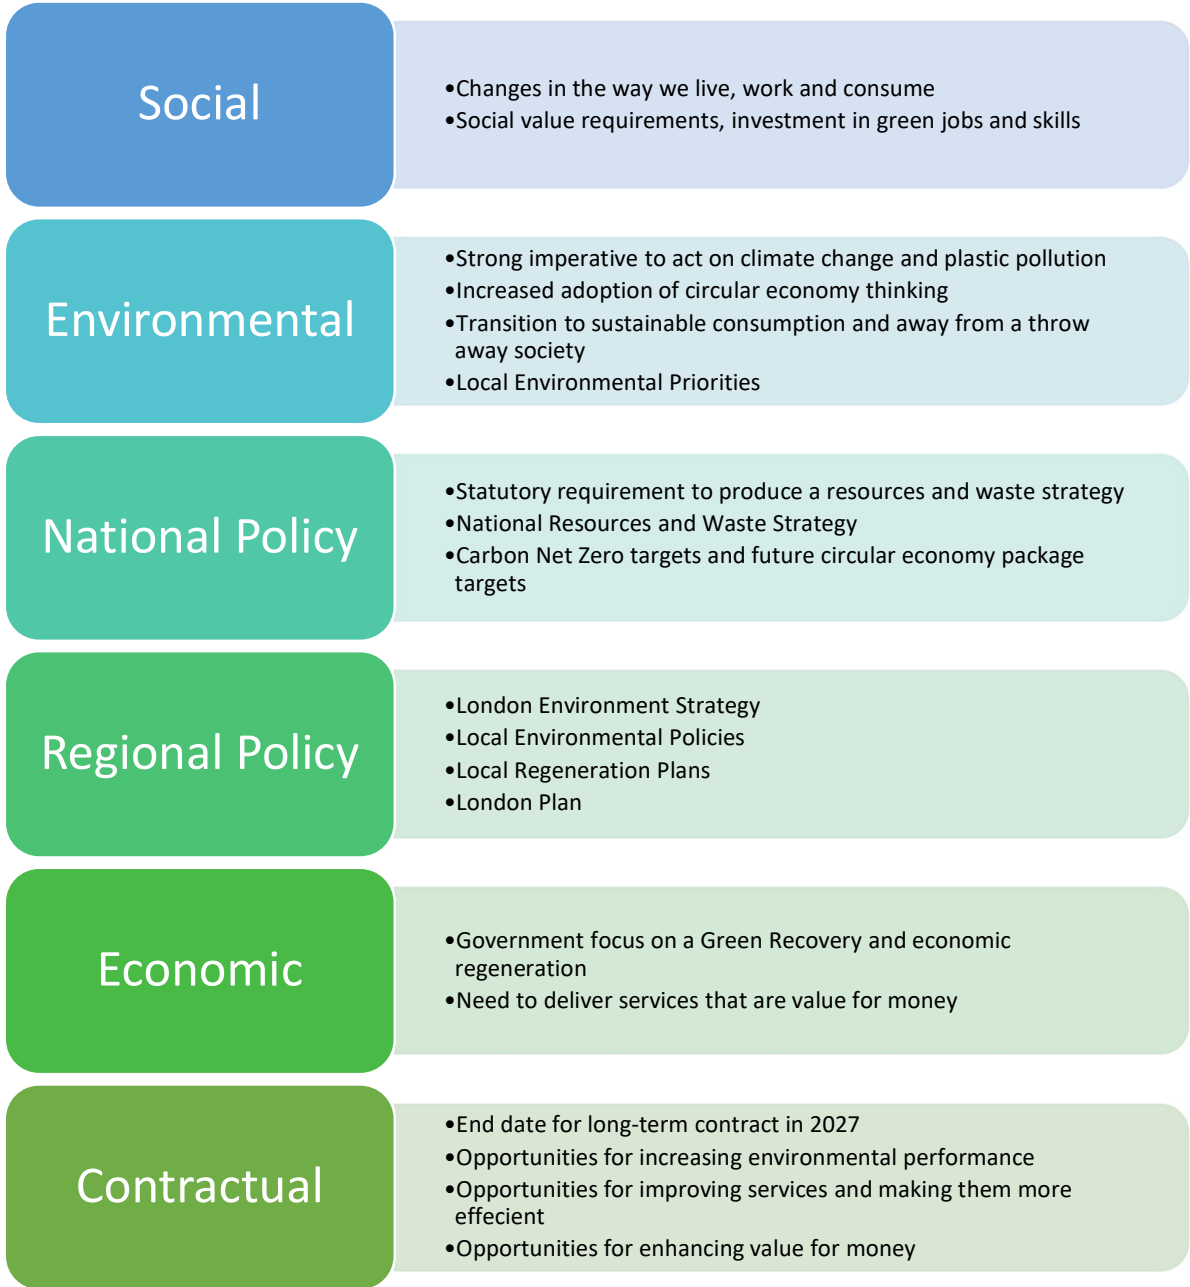 Social
•Changes in the way we live, work and consume
•Social value requirements, investment in green jobs and skills
Environmental
•Strong imperative to act on climate change and plastic pollution
•Increased adoption of circular economy thinking
•Transition to sustainable consumption and away from a throw
away society
•Local Environmental Priorities
National Policy
•Statutory requirement to produce a resources and waste strategy
•National Resources and Waste Strategy
•Carbon Net Zero targets and future circular economy package
targets
Regional Policy
•London Environment Strategy
•Local Environmental Policies
•Local Regeneration Plans
•London Plan
Economic
•Government focus on a Green Recovery and economic
regeneration
•Need to deliver services that are value for money
Contractual
•End date for long-term contract in 2027
•Opportunities for increasing environmental performance
•Opportunities for improving services and making them more
effecient
•Opportunities for enhancing value for money